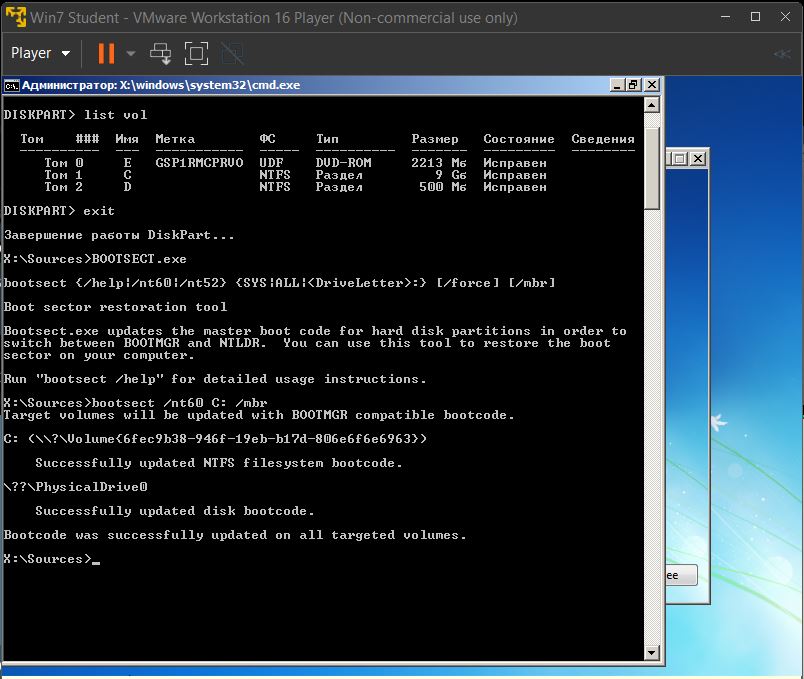 Win7 Student - VMware Workstation 16 Player (Non-commercial use only)
Player
Администратор: X:\windows\system32\cmd.exe
DISKPART> list vol
Том ### Имя Метка ФС Тип Размер Состояние Сведения
Том 0 E GSP1RMCPRVO UDF DVD-ROM 2213 Мб Исправен
Том 1 C NTFS Раздел 9 Gб Исправен
Том 2 D NTFS Раздел 500 Мб Исправен
DISKPART> exit
Завершение работы DiskPart...
X:\Sources>BOOTSECT.exe
bootsect {/help|/nt60|/nt52} {SYS|ALL|<DriveLetter>:} [/force] [/mbr]
Boot sector restoration tool
Bootsect.exe updates the master boot code for hard disk partitions in order to
switch between BOOTMGR and NTLDR.  You can use this tool to restore the boot
sector on your computer.
Run "bootsect /help" for detailed usage instructions.
X:\Sources>bootsect /nt60 C: /mbr
Target volumes will be updated with BOOTMGR compatible bootcode.
C: (\\?\Volume{6fec9b38-946f-19eb-b17d-806e6f6e6963})
Successfully updated NTFS filesystem bootcode.
\??\PhysicalDrive0
Successfully updated disk bootcode.
Bootcode was successfully updated on all targeted volumes.
X:\Sources>_
ee